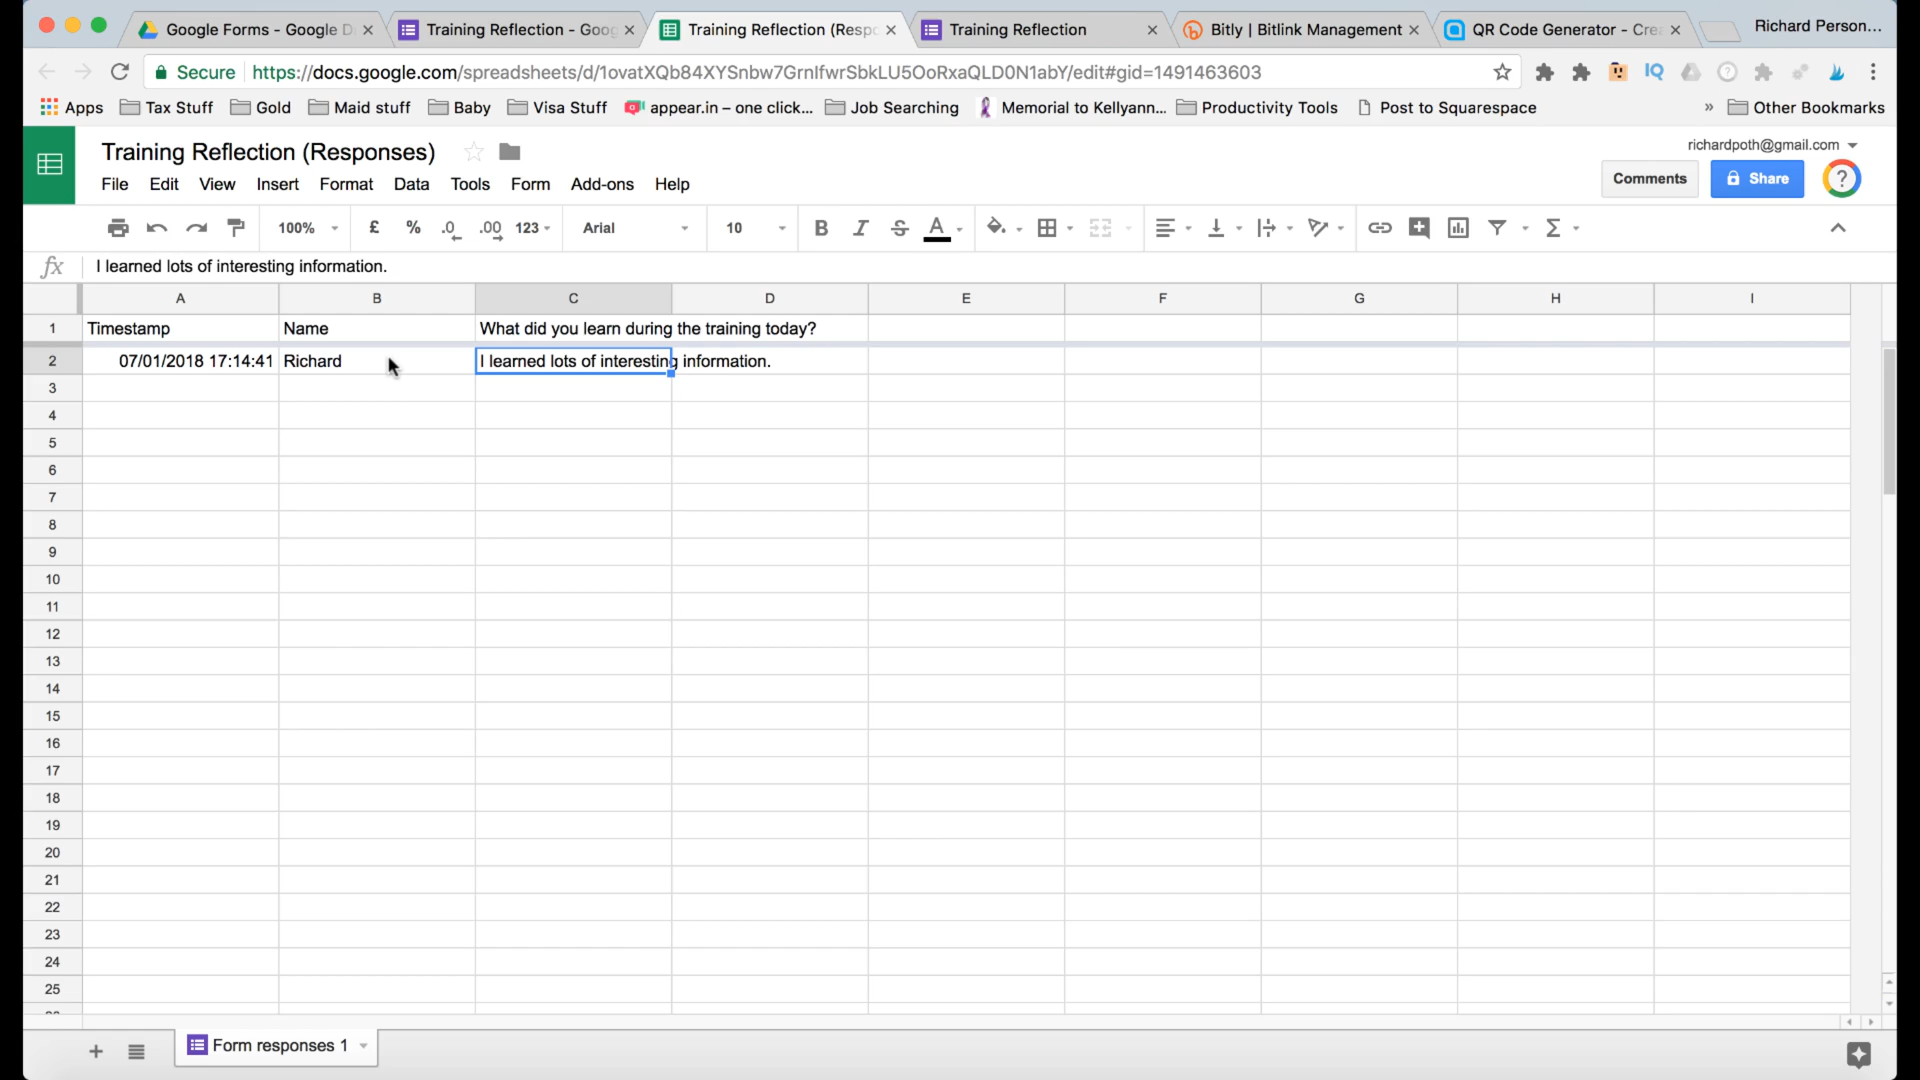 Google Forms - Google D
Training Reflection - Goog
Training Reflection (Respo
Training Reflection
Bitly | Bitlink Management
QR Code Generator - Crea
Richard Person...
Secure https://docs.google.com/spreadsheets/d/1ovatXQb84XYSnbw7GrnIfwrSbkLU5OoRxaQLD0N1abY/edit#gid=1491463603
IQ
Apps Tax Stuff Gold Maid stuff Baby Visa Stuff appear.in – one click... Job Searching Memorial to Kellyann... Productivity Tools Post to Squarespace » Other Bookmarks
Training Reflection (Responses)
richardpoth@gmail.com
File Edit View Insert Format Data Tools Form Add-ons Help
Comments Share ?
100% £ % .0 .00 123 Arial 10 B I S A Σ
fx I learned lots of interesting information.
A B C D E F G H I
1 Timestamp Name What did you learn during the training today?
2 07/01/2018 17:14:41 Richard I learned lots of interesting information.
3
4
5
6
7
8
9
10
11
12
13
14
15
16
17
18
19
20
21
22
23
24
25
+ Form responses 1